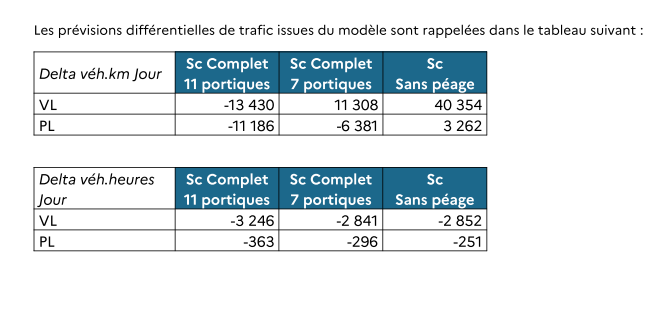 Les prévisions différentielles de trafic issues du modèle sont rappelées dans le tableau suivant :
Delta véh.km Jour Sc Complet 11 portiques Sc Complet 7 portiques Sc Sans péage
VL -13 430 11 308 40 354
PL -11 186 -6 381 3 262
Delta véh.heures Jour Sc Complet 11 portiques Sc Complet 7 portiques Sc Sans péage
VL -3 246 -2 841 -2 852
PL -363 -296 -251